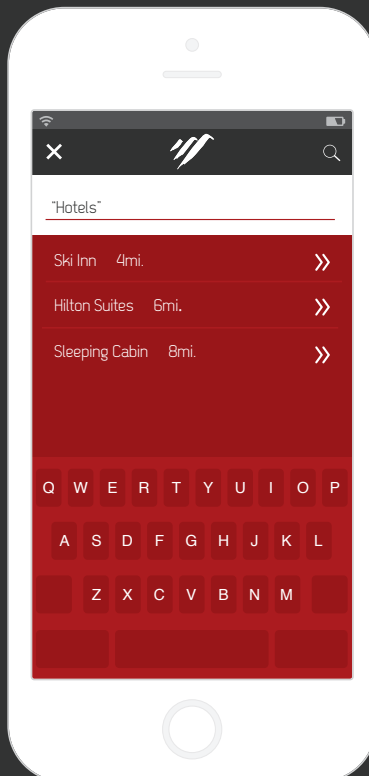 "Hotels"
Ski Inn 4mi.
Hilton Suites 6mi.
Sleeping Cabin 8mi.
Q W E R T Y U I O P
A S D F G H J K L
Z X C V B N M